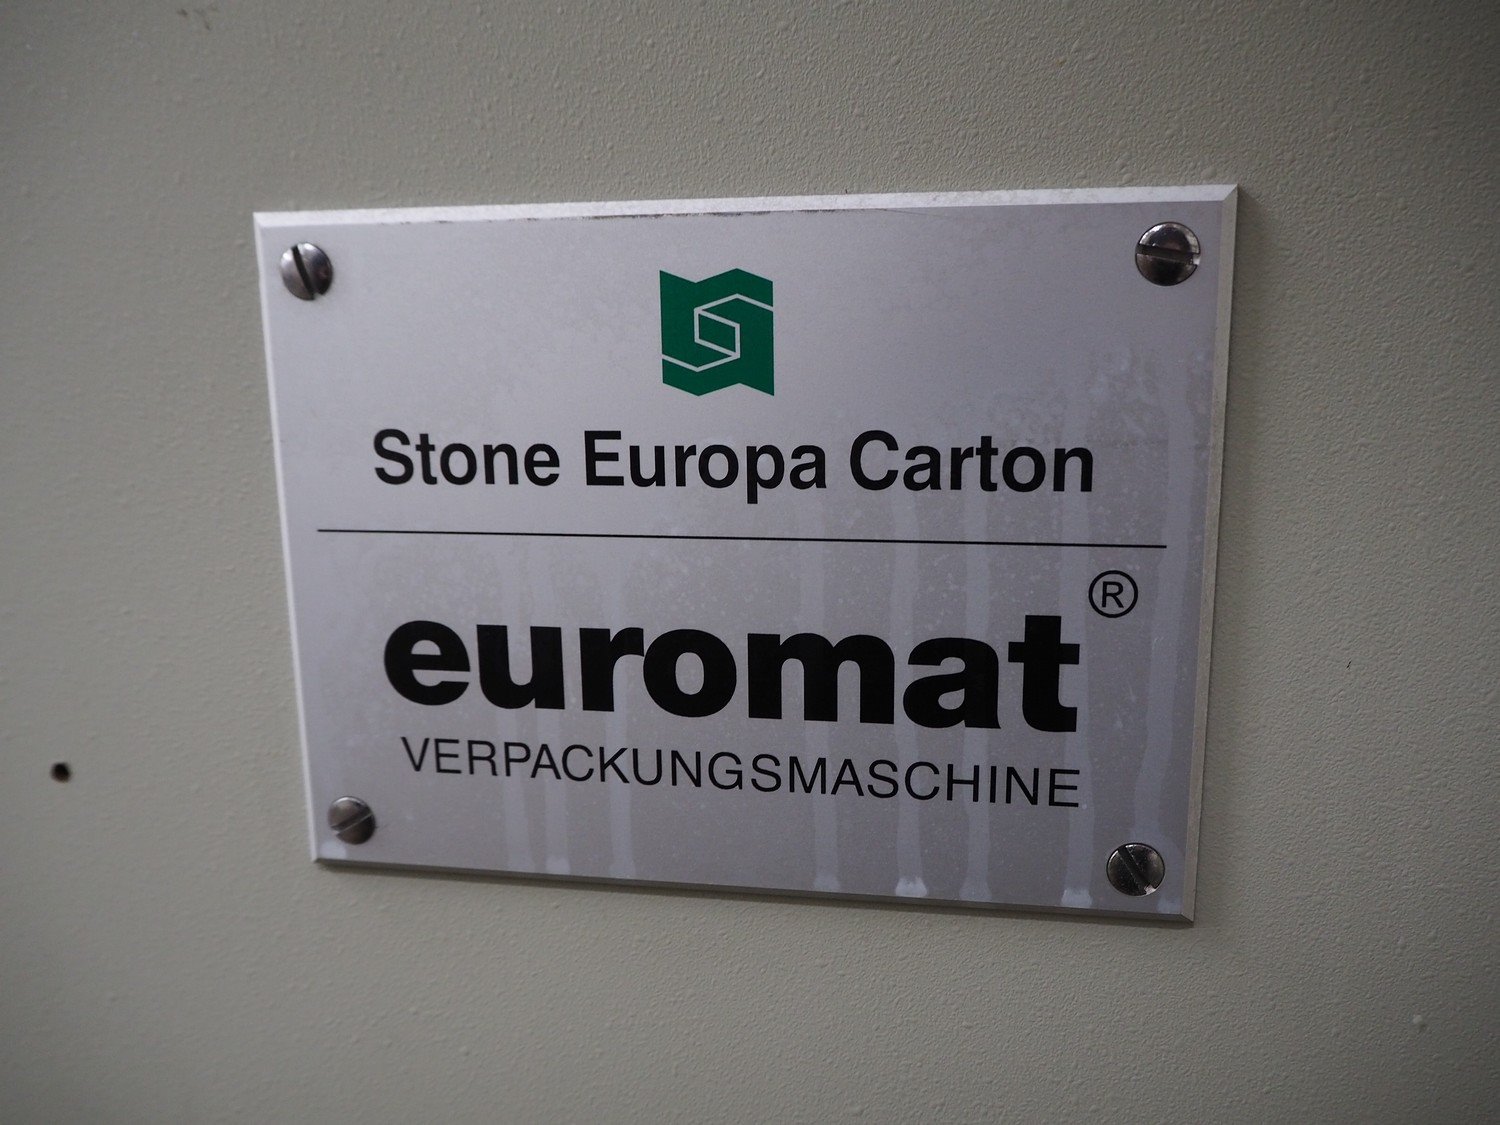 Stone Europa Carton
euromat®
VERPACKUNGSMASCHINE